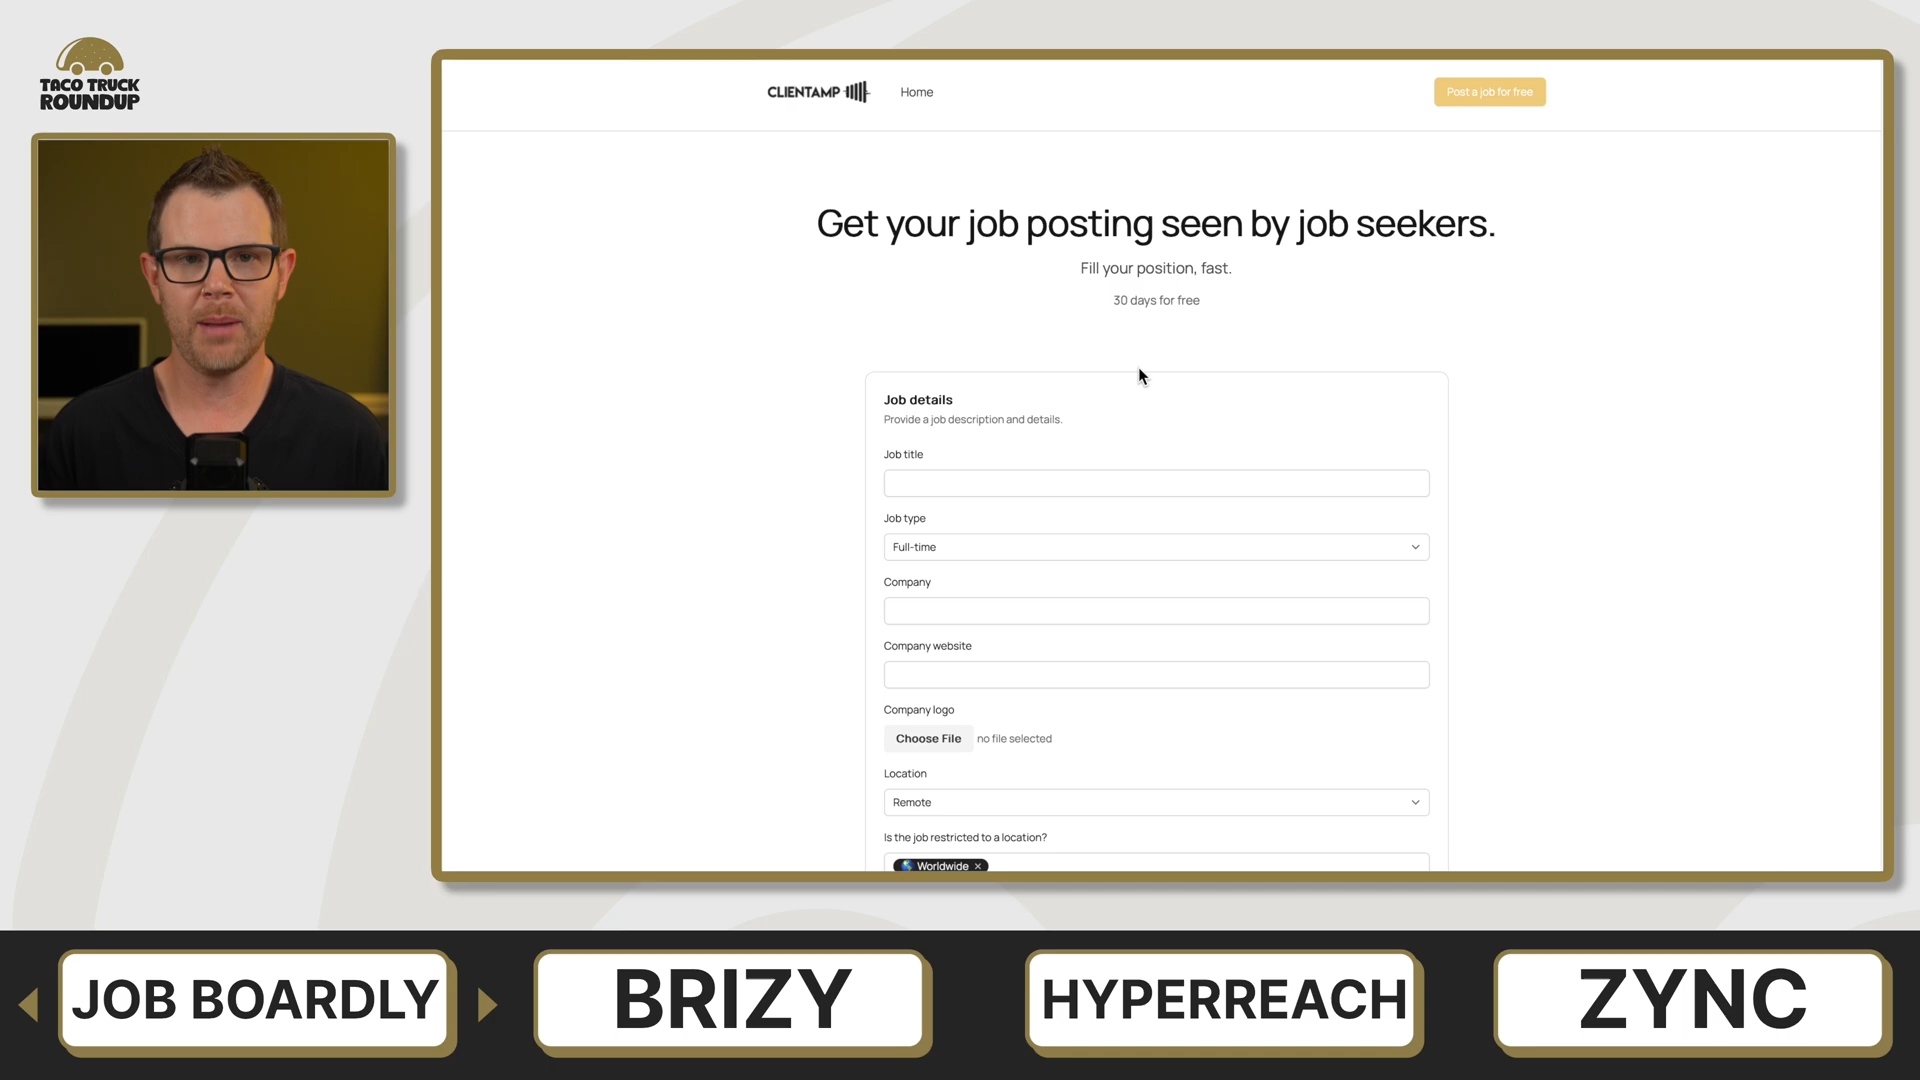 TACO TRUCK
ROUNDUP
CLIENTAMP
Home
Post a job for free
Get your job posting seen by job seekers.
Fill your position, fast.
30 days for free
Job details
Provide a job description and details.
Job title
Job type
Full-time
Company
Company website
Company logo
Choose File no file selected
Location
Remote
Is the job restricted to a location?
Worldwide ×
JOB BOARDLY
BRIZY
HYPERREACH
ZYNC